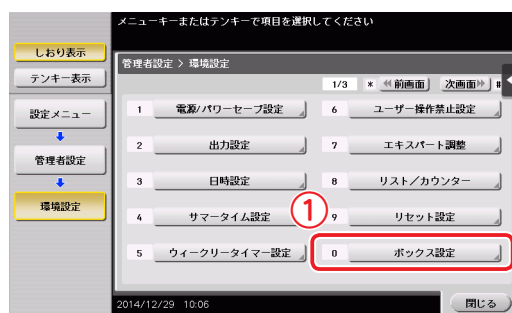 メニューキーまたはテンキーで項目を選択してください
しおり表示
テンキー表示
設定メニュー
管理者設定
環境設定
管理者設定 > 環境設定
1/3 * 前画面 次画面 #
1 電源/パワーセーブ設定
6 ユーザー操作禁止設定
2 出力設定
7 エキスパート調整
3 日時設定
8 リスト/カウンター
4 サマータイム設定
① 9 リセット設定
5 ウィークリータイマー設定
0 ボックス設定
2014/12/29 10:06
閉じる